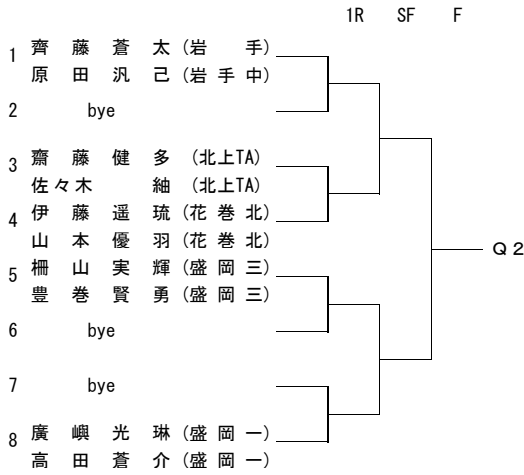 1R SF F
1 齊藤蒼太(岩 手)
原田汎己(岩手中)
2 bye
3 齋藤健多 (北上TA)
佐々木 紬 (北上TA)
4 伊藤遥琉(花巻北)
山本優羽(花巻北)
5 柵山実輝(盛岡三)
豊巻賢勇(盛岡三)
6 bye
Q2
7 bye
8 廣嶼光琳(盛岡一)
高田蒼介(盛岡一)